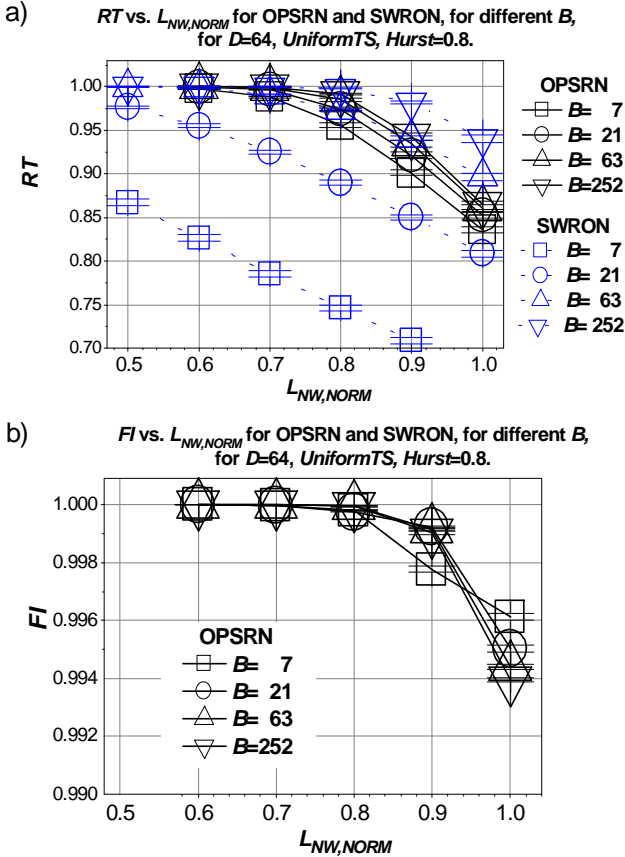 a)
RT vs. L_NW,NORM for OPSRN and SWRON, for different B,
for D=64, UniformTS, Hurst=0.8.
1.00
0.95
0.90
0.85
0.80
0.75
0.70
RT
0.5 0.6 0.7 0.8 0.9 1.0
L_NW,NORM
OPSRN
B= 7
B= 21
B= 63
B=252
SWRON
B= 7
B= 21
B= 63
B=252
b)
FI vs. L_NW,NORM for OPSRN and SWRON, for different B,
for D=64, UniformTS, Hurst=0.8.
1.000
0.998
0.996
0.994
0.992
0.990
FI
OPSRN
B= 7
B= 21
B= 63
B=252
0.5 0.6 0.7 0.8 0.9 1.0
L_NW,NORM